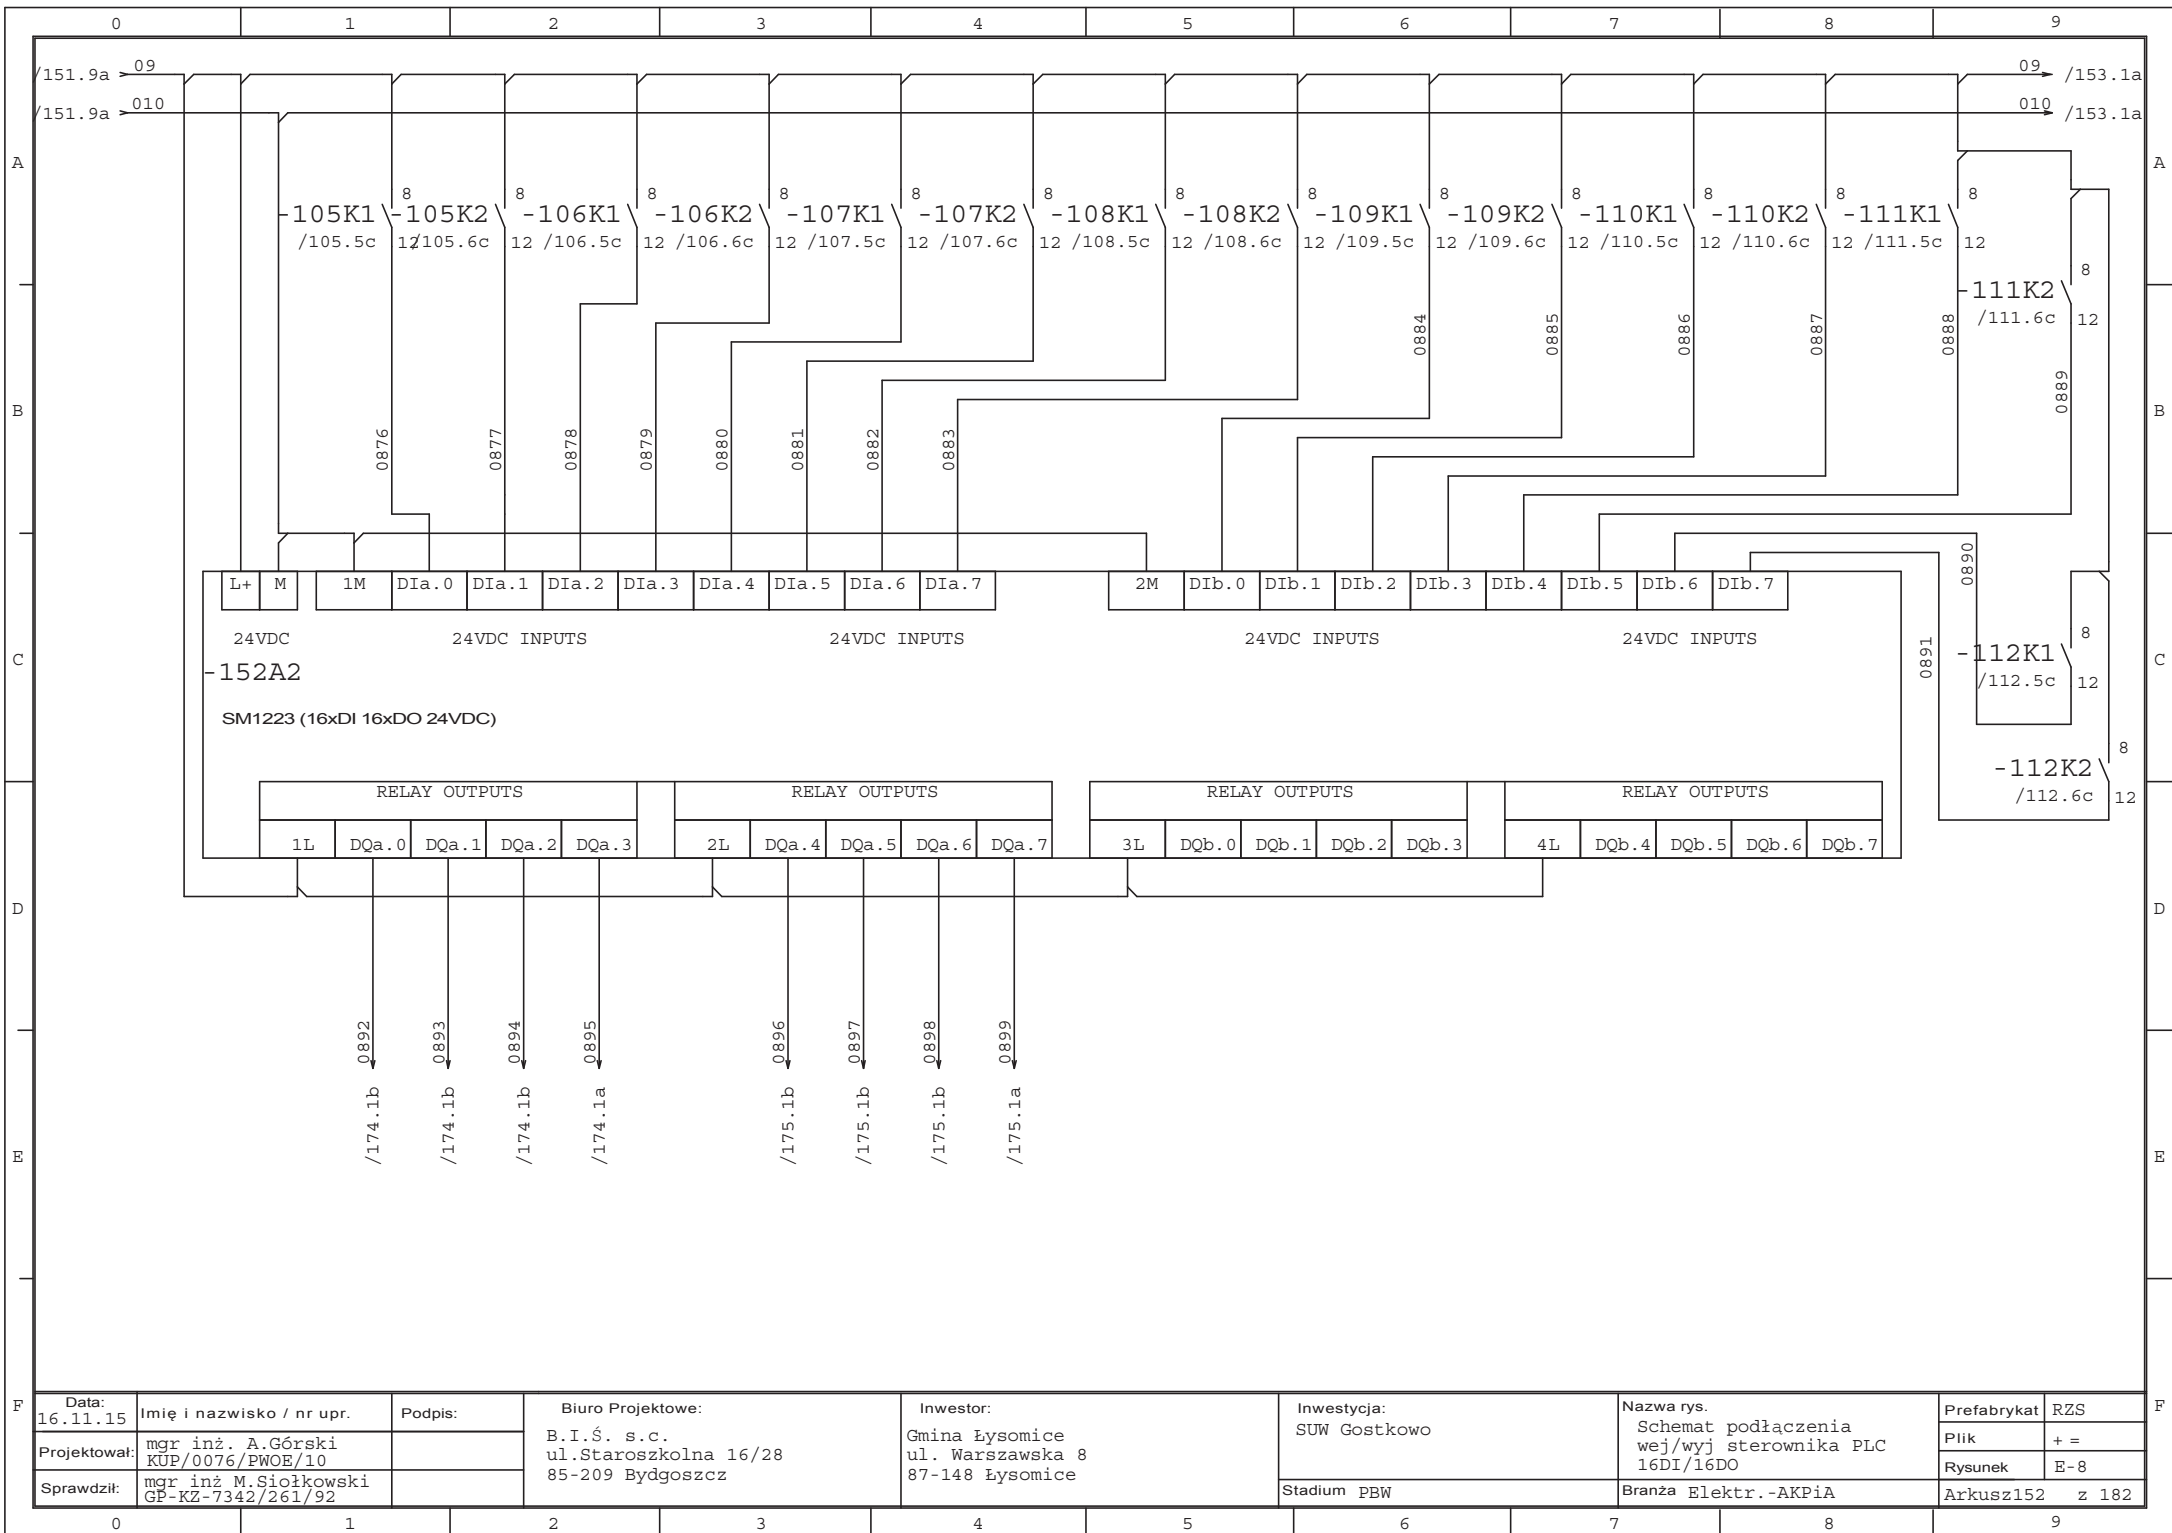 0 1 2 3 4 5 6 7 8 9
/151.9a 09 09 /153.1a
/151.9a 010 010 /153.1a
A A
8 8 8 8 8 8 8 8 8 8 8 8 8
-105K1 -105K2 -106K1 -106K2 -107K1 -107K2 -108K1 -108K2 -109K1 -109K2 -110K1 -110K2 -111K1
/105.5c 12 /105.6c 12 /106.5c 12 /106.6c 12 /107.5c 12 /107.6c 12 /108.5c 12 /108.6c 12 /109.5c 12 /109.6c 12 /110.5c 12 /110.6c 12 /111.5c 12
8
-111K2
/111.6c 12
0884 0885 0886 0887 0888
0889
B B
0876 0877 0878 0879 0880 0881 0882 0883
0890
L+ M 1M DIa.0 DIa.1 DIa.2 DIa.3 DIa.4 DIa.5 DIa.6 DIa.7 2M DIb.0 DIb.1 DIb.2 DIb.3 DIb.4 DIb.5 DIb.6 DIb.7
24VDC 24VDC INPUTS 24VDC INPUTS 24VDC INPUTS 24VDC INPUTS
0891
8
C C
-112K1
/112.5c 12
-152A2
SM1223 (16xDI 16xDO 24VDC)
8
-112K2
/112.6c 12
RELAY OUTPUTS RELAY OUTPUTS RELAY OUTPUTS RELAY OUTPUTS
1L DQa.0 DQa.1 DQa.2 DQa.3 2L DQa.4 DQa.5 DQa.6 DQa.7 3L DQb.0 DQb.1 DQb.2 DQb.3 4L DQb.4 DQb.5 DQb.6 DQb.7
D D
0892 0893 0894 0895 0896 0897 0898 0899
/174.1b /174.1b /174.1b /174.1a /175.1b /175.1b /175.1b /175.1a
E E
F F
Data:
16.11.15
Imię i nazwisko / nr upr.
Podpis:
Projektował:
mgr inż. A.Górski
KUP/0076/PWOE/10
Sprawdził:
mgr inż M.Siołkowski
GP-KZ-7342/261/92
Biuro Projektowe:
B.I.Ś. s.c.
ul.Staroszkolna 16/28
85-209 Bydgoszcz
Inwestor:
Gmina Łysomice
ul. Warszawska 8
87-148 Łysomice
Inwestycja:
SUW Gostkowo
Stadium PBW
Nazwa rys.
Schemat podłączenia
wej/wyj sterownika PLC
16DI/16DO
Branża Elektr.-AKPiA
Prefabrykat RZS
Plik + =
Rysunek E-8
Arkusz152 z 182
0 1 2 3 4 5 6 7 8 9